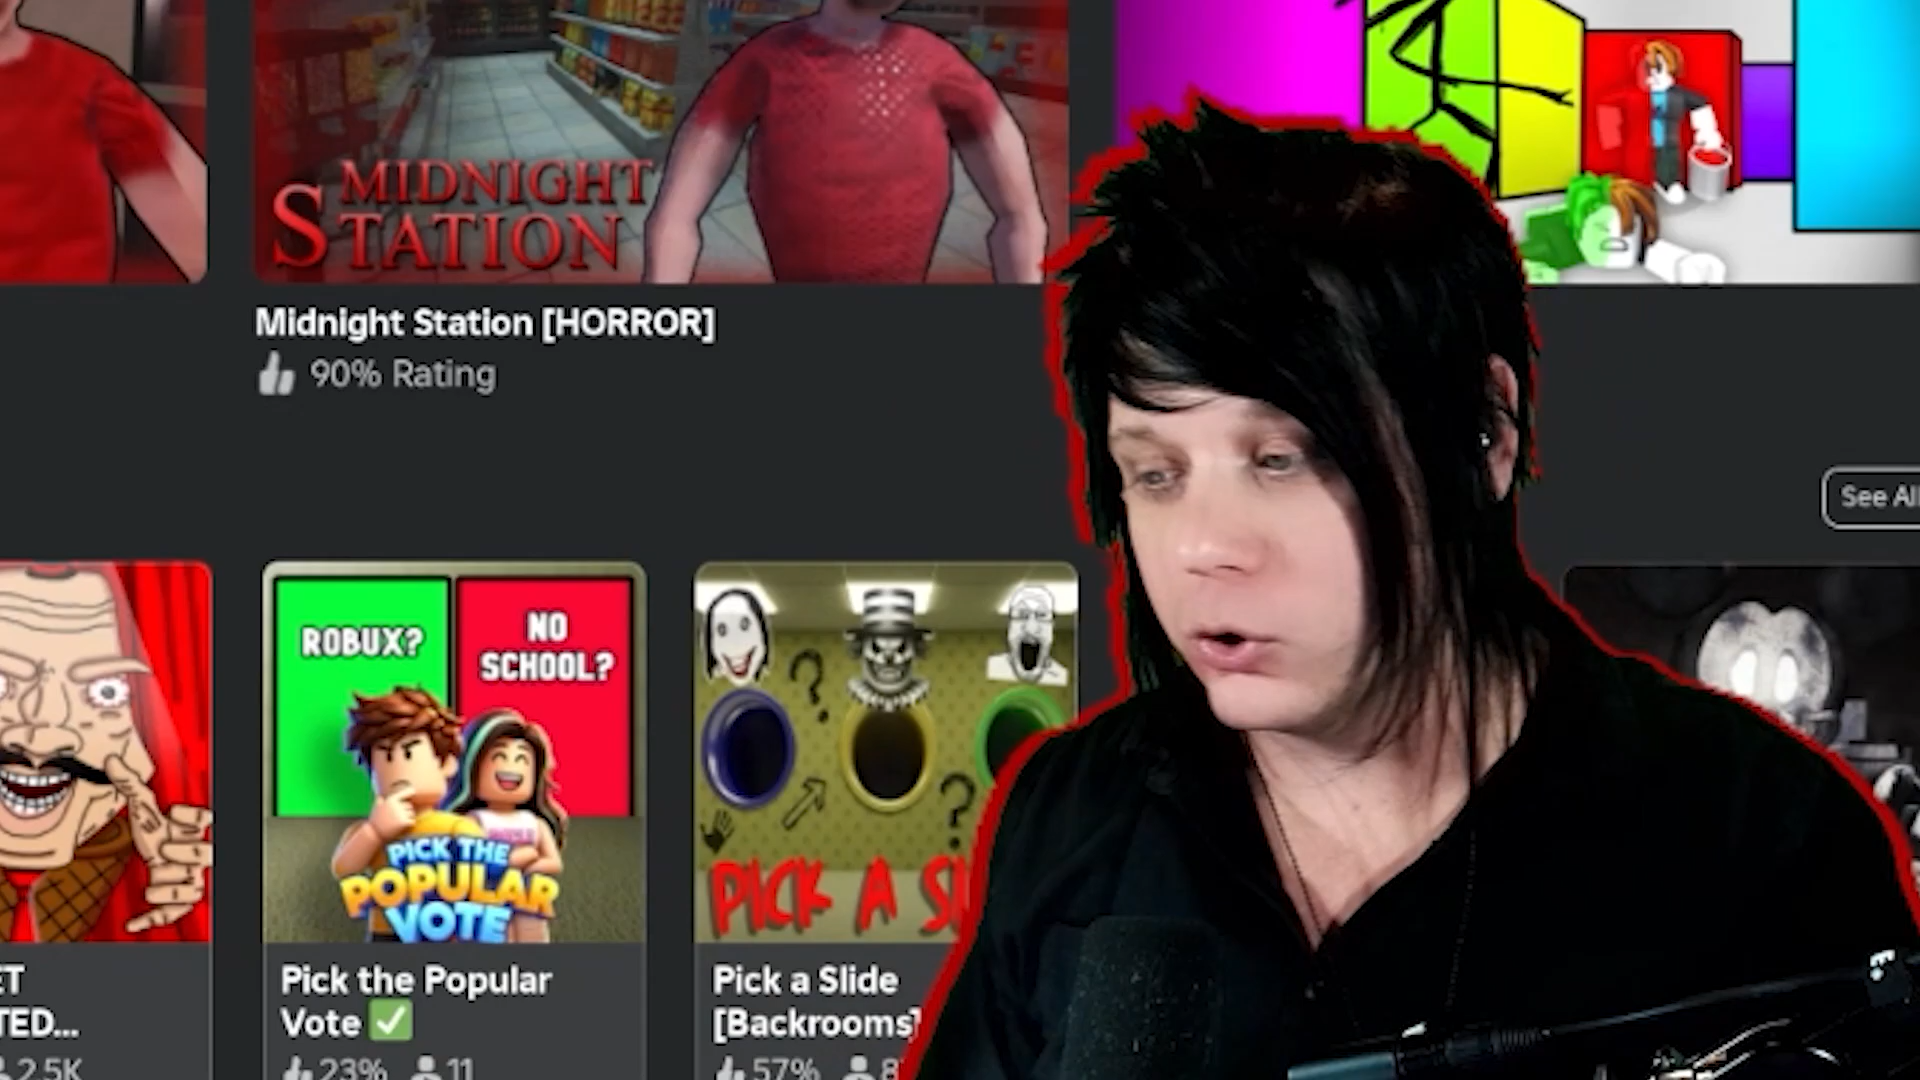 MIDNIGHT
STATION
Midnight Station [HORROR]
90% Rating
See All
ROBUX?
NO
SCHOOL?
PICK THE
POPULAR
VOTE
PICK A
Pick the Popular
Vote
Pick a Slide
[Backrooms]
TED...
2.5K
23%
11
57%